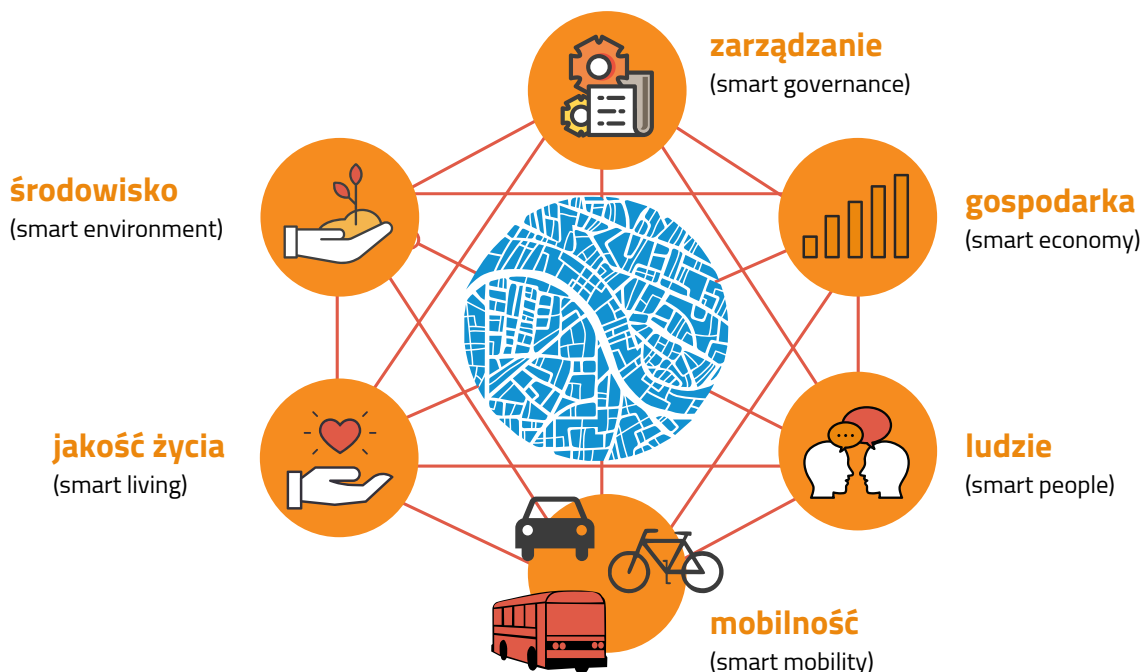 zarządzanie
(smart governance)
środowisko
(smart environment)
gospodarka
(smart economy)
jakość życia
(smart living)
ludzie
(smart people)
mobilność
(smart mobility)